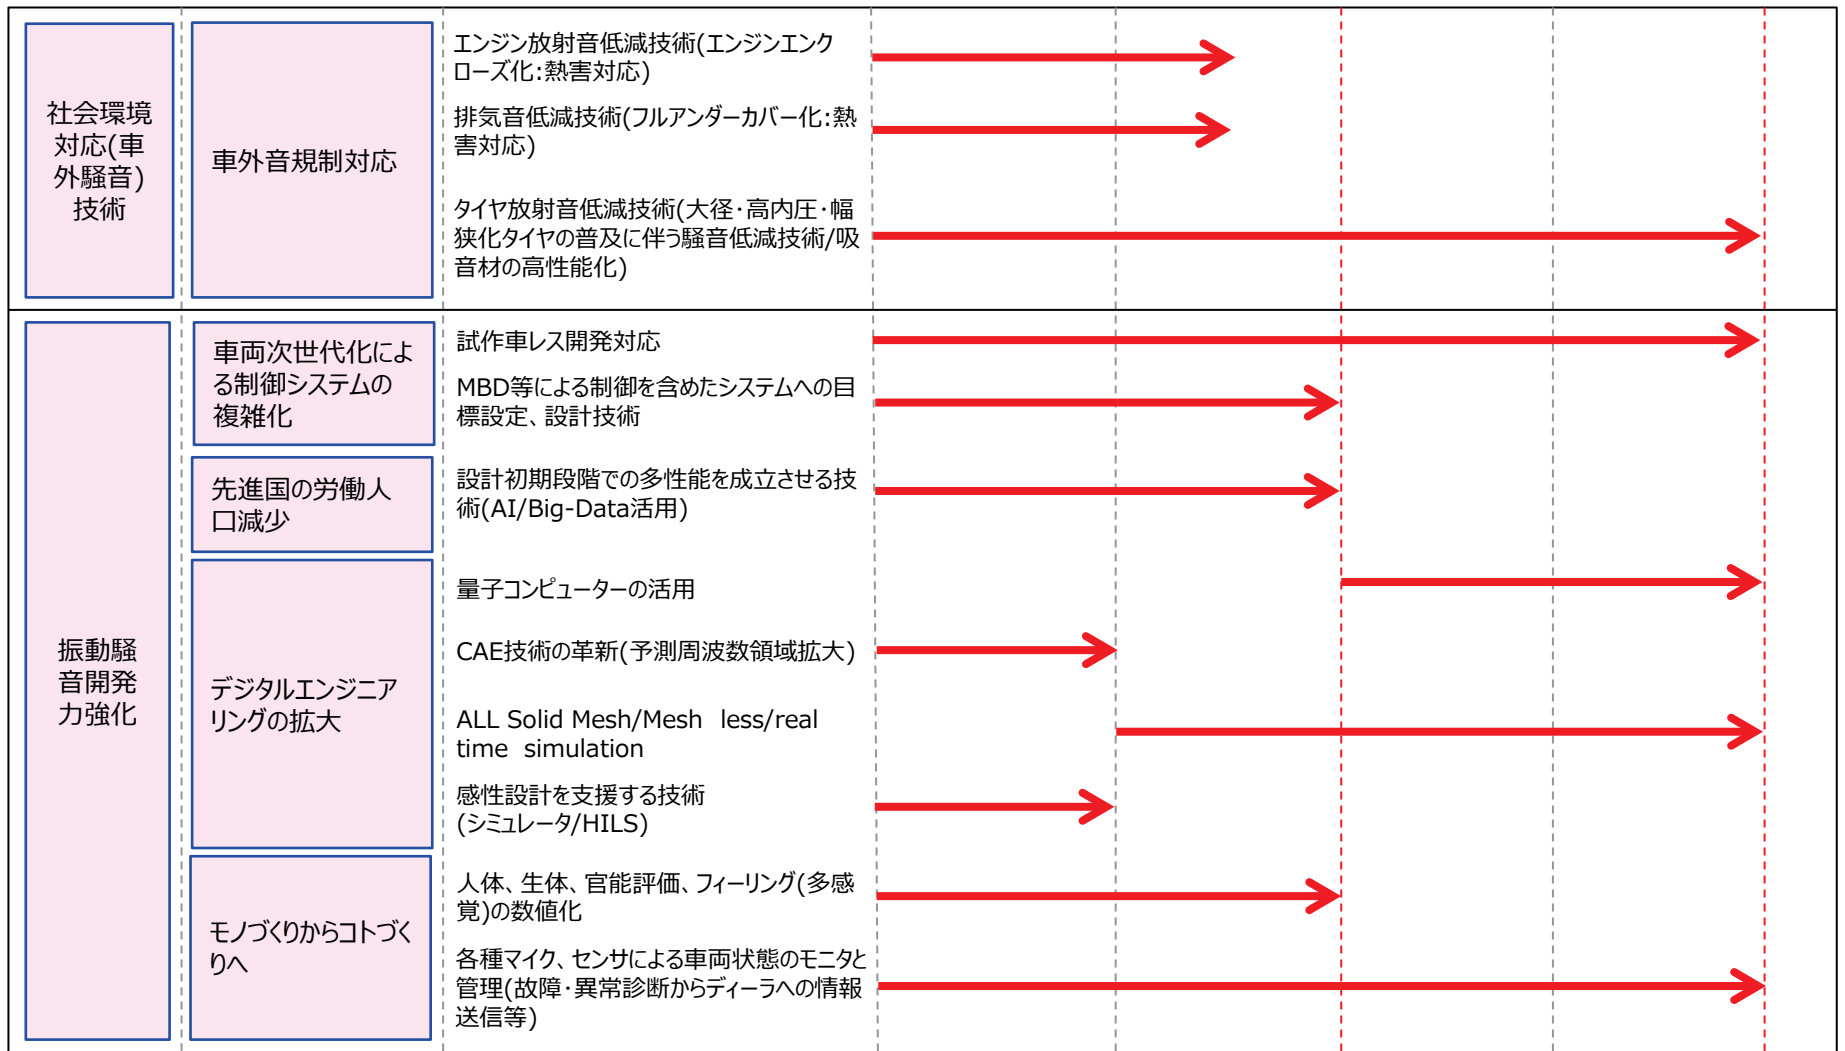 社会環境
対応(車
外騒音)
技術
車外音規制対応
エンジン放射音低減技術(エンジンエンク
ローズ化:熱害対応)
排気音低減技術(フルアンダーカバー化:熱
害対応)
タイヤ放射音低減技術(大径・高内圧・幅
狭化タイヤの普及に伴う騒音低減技術/吸
音材の高性能化)
振動騒
音開発
力強化
車両次世代化によ
る制御システムの
複雑化
試作車レス開発対応
MBD等による制御を含めたシステムへの目
標設定、設計技術
先進国の労働人
口減少
設計初期段階での多性能を成立させる技
術(AI/Big-Data活用)
デジタルエンジニア
リングの拡大
量子コンピューターの活用
CAE技術の革新(予測周波数領域拡大)
ALL Solid Mesh/Mesh less/real
time simulation
感性設計を支援する技術
(シミュレータ/HILS)
モノづくりからコトづく
りへ
人体、生体、官能評価、フィーリング(多感
覚)の数値化
各種マイク、センサによる車両状態のモニタと
管理(故障・異常診断からディーラへの情報
送信等)